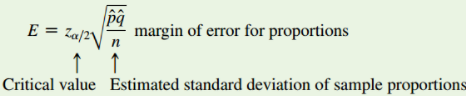 E = z_{α/2}√(p̂q̂/n) margin of error for proportions
↑ ↑
Critical value Estimated standard deviation of sample proportions